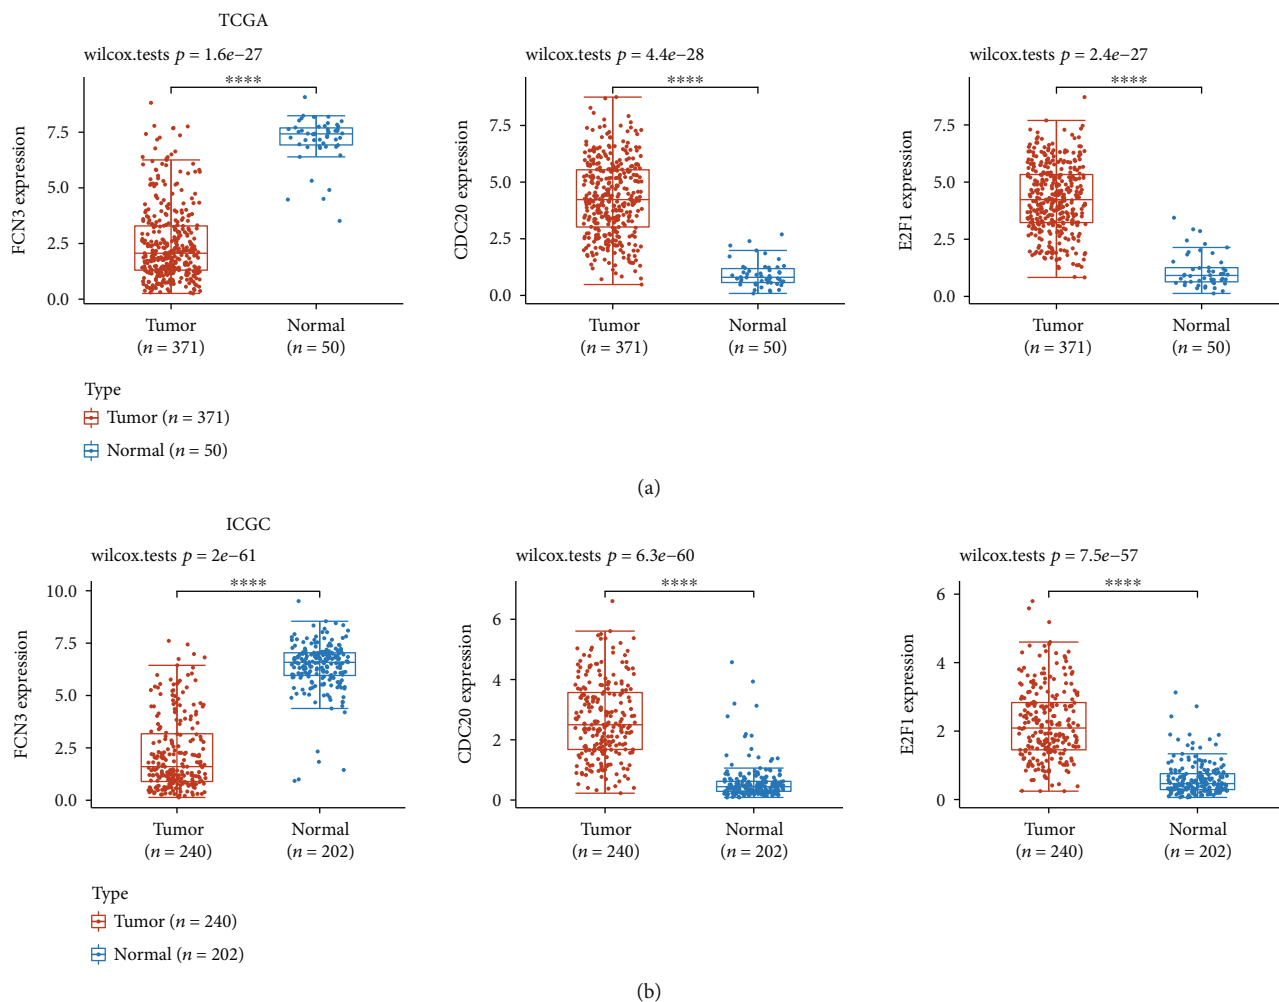 TCGA
wilcox.tests p = 1.6e−27
****
FCN3 expression
7.5
5.0
2.5
0.0
Tumor
(n = 371)
Normal
(n = 50)
wilcox.tests p = 4.4e−28
****
CDC20 expression
7.5
5.0
2.5
0.0
Tumor
(n = 371)
Normal
(n = 50)
wilcox.tests p = 2.4e−27
****
E2F1 expression
7.5
5.0
2.5
0.0
Tumor
(n = 371)
Normal
(n = 50)
Type
Tumor (n = 371)
Normal (n = 50)
(a)
ICGC
wilcox.tests p = 2e−61
****
FCN3 expression
10.0
7.5
5.0
2.5
0.0
Tumor
(n = 240)
Normal
(n = 202)
wilcox.tests p = 6.3e−60
****
CDC20 expression
6
4
2
0
Tumor
(n = 240)
Normal
(n = 202)
wilcox.tests p = 7.5e−57
****
E2F1 expression
6
4
2
0
Tumor
(n = 240)
Normal
(n = 202)
Type
Tumor (n = 240)
Normal (n = 202)
(b)